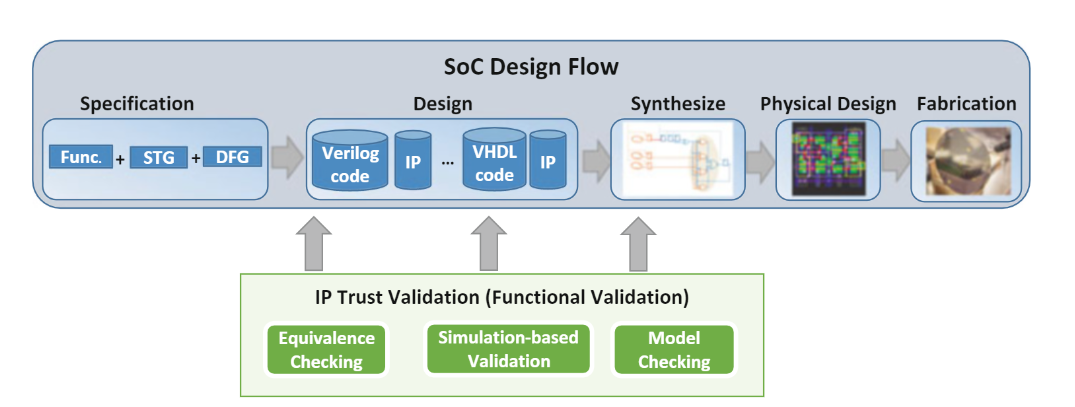 SoC Design Flow
Specification
Design
Synthesize
Physical Design
Fabrication
Func. + STG + DFG
Verilog
code
IP
...
VHDL
code
IP
IP Trust Validation (Functional Validation)
Equivalence
Checking
Simulation-based
Validation
Model
Checking